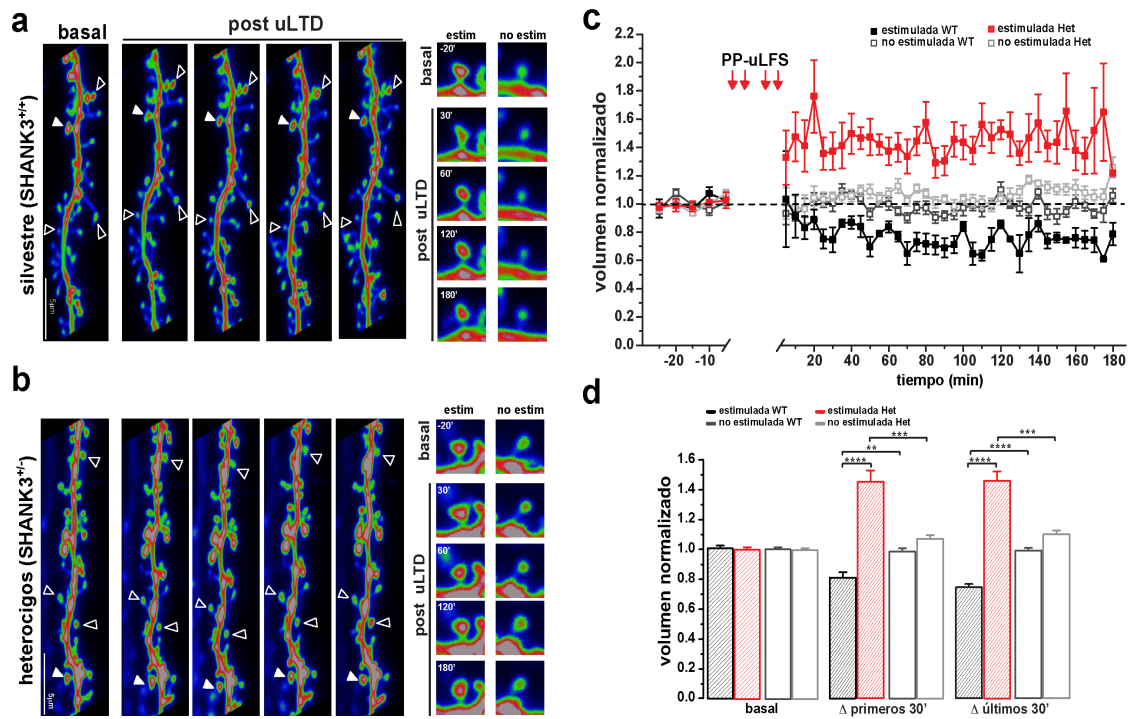 a
basal
post uLTD
silvestre (SHANK3+/+)
5µm
estim
no estim
basal
-20'
post uLTD
30'
60'
120'
180'
b
heterocigos (SHANK3+/-)
5µm
estim
no estim
basal
-20'
post uLTD
30'
60'
120'
180'
c
estimulada WT
estimulada Het
no estimulada WT
no estimulada Het
PP-uLFS
volumen normalizado
2.0
1.8
1.6
1.4
1.2
1.0
0.8
0.6
0.4
0.2
0.0
-20 -10 20 40 60 80 100 120 140 160 180
tiempo (min)
d
estimulada WT
estimulada Het
no estimulada WT
no estimulada Het
volumen normalizado
1.6
1.4
1.2
1.0
0.8
0.6
0.4
0.2
0.0
***
**
****
***
****
****
basal
Δ primeros 30'
Δ últimos 30'